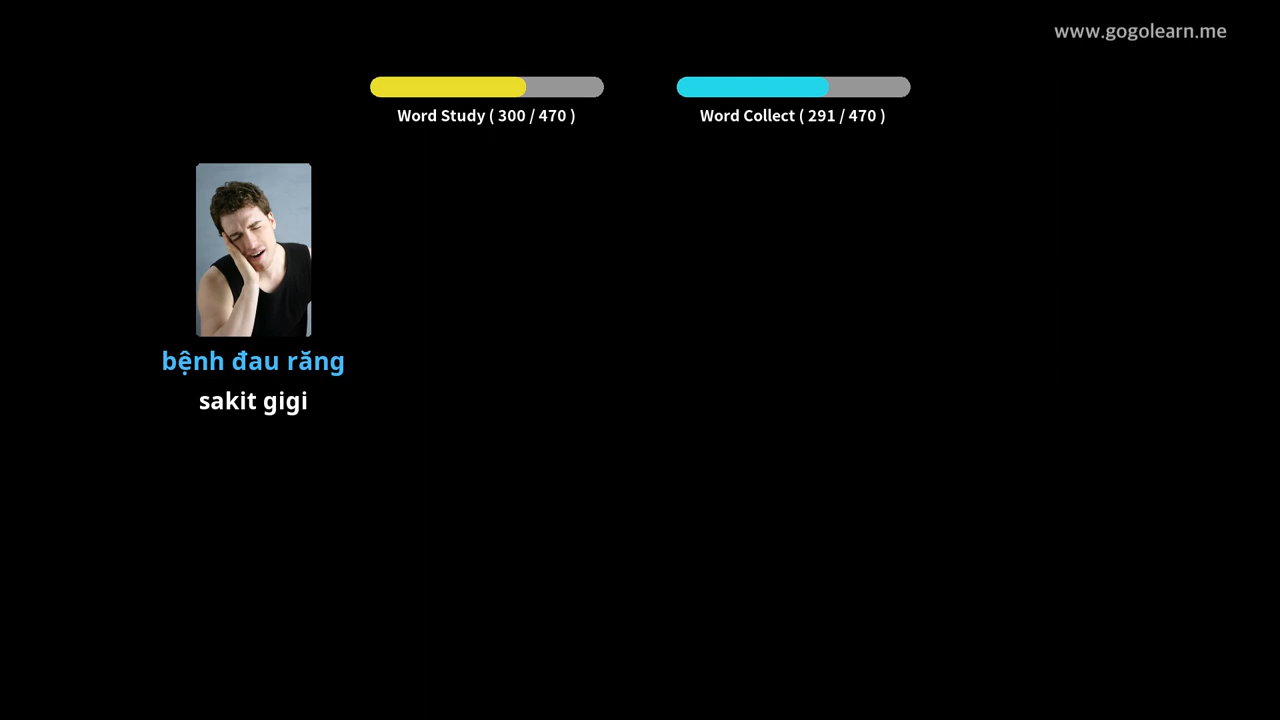 www.gogolearn.me
Word Study ( 300 / 470 )
Word Collect ( 291 / 470 )
bệnh đau răng
sakit gigi